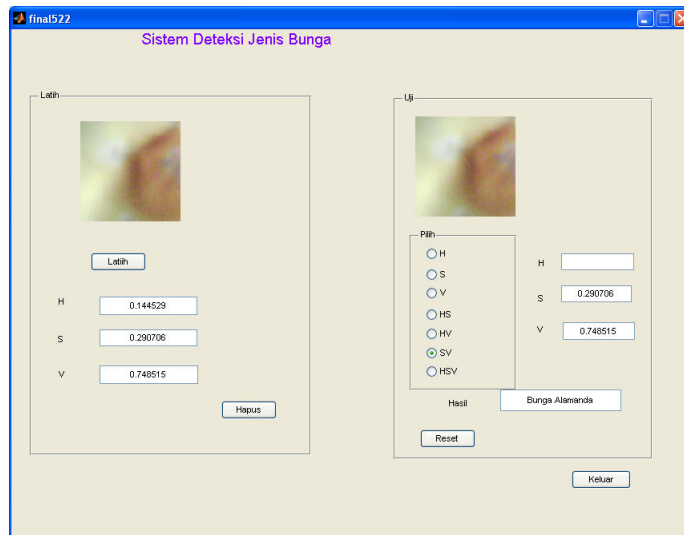 final522
Sistem Deteksi Jenis Bunga
Latih
Latiih
H 0.144529
S 0.290706
V 0.748515
Hapus
Uji
Pilih
H
S
V
HS
HV
SV
HSV
H
S 0.290706
V 0.748515
Hasil Bunga Alamanda
Reset
Keluar